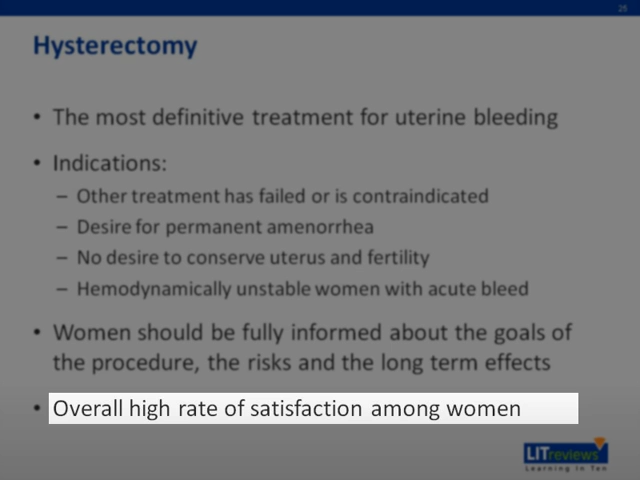 28
Hysterectomy
• The most definitive treatment for uterine bleeding
• Indications:
– Other treatment has failed or is contraindicated
– Desire for permanent amenorrhea
– No desire to conserve uterus and fertility
– Hemodynamically unstable women with acute bleed
• Women should be fully informed about the goals of
the procedure, the risks and the long term effects
• Overall high rate of satisfaction among women
LITreviews
Learning In Ten